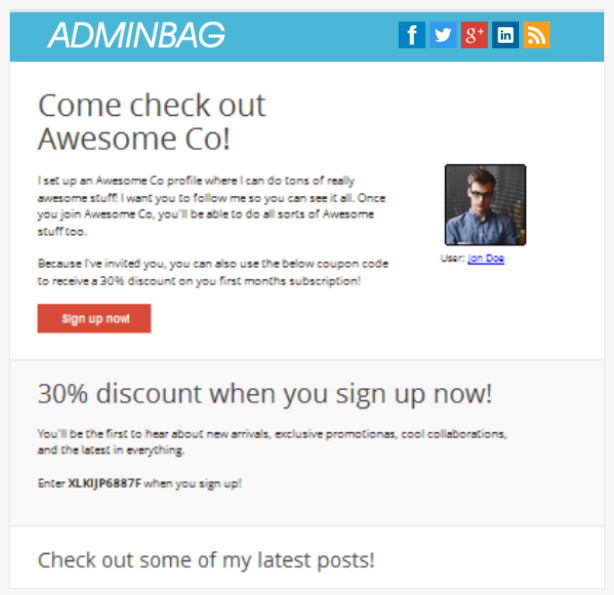 ADMINBAG
Come check out
Awesome Co!
I set up an Awesome Co profile where I can do tons of really
awesome stuff! I want you to follow me so you can see it all. Once
you join Awesome Co, you'll be able to do all sorts of Awesome
stuff too.
User: Jon Doe
Because I've invited you, you can also use the below coupon code
to receive a 30% discount on you first months subscription!
Sign up now!
30% discount when you sign up now!
You'll be the first to hear about new arrivals, exclusive promotionas, cool collaborations,
and the latest in everything.
Enter XLKIJP6887F when you sign up!
Check out some of my latest posts!